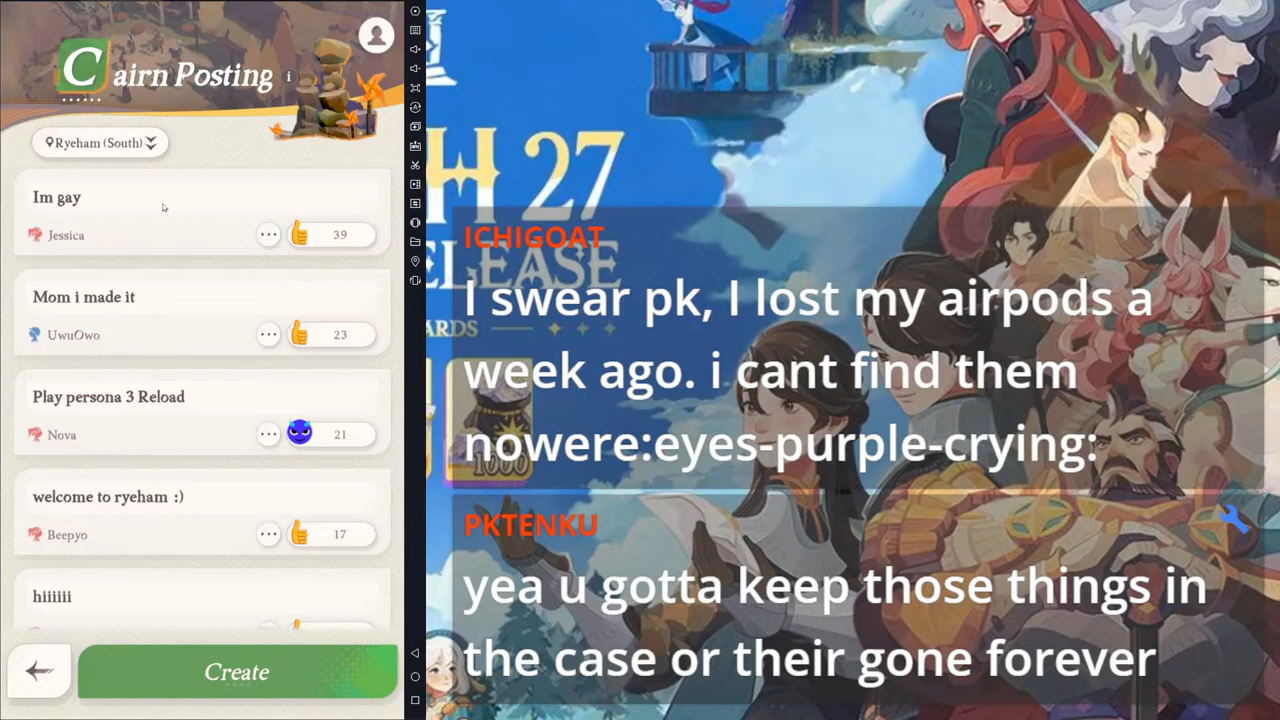 Cairn Posting i
Ryeham (South)
Im gay
Jessica
39
Mom i made it
UwuOwo
23
Play persona 3 Reload
Nova
21
welcome to ryeham :)
Beepyo
17
hiiiiii
Create
H 27
ELEASE
ARDS
1000
ICHIGOAT
I swear pk, I lost my airpods a
week ago. i cant find them
nowere:eyes-purple-crying:
PKTENKU
yea u gotta keep those things in
the case or their gone forever